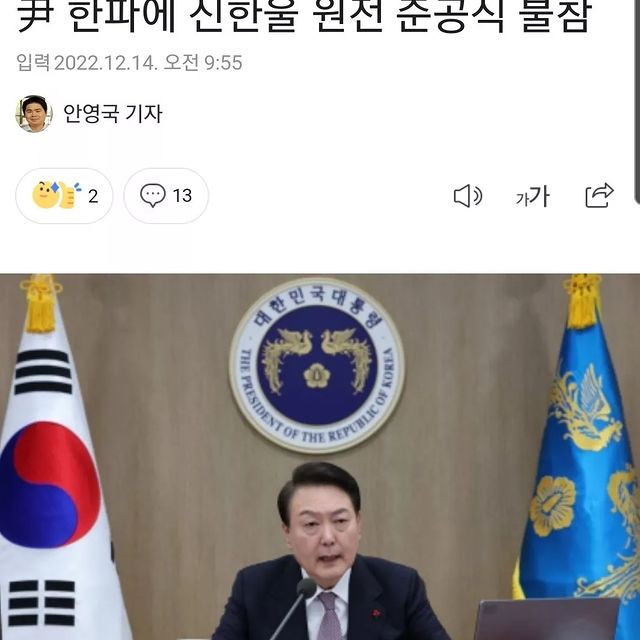 尹 한파에 신한울 원전 준공식 불참
입력 2022.12.14. 오전 9:55
안영국 기자
2
13
가가
대한민국대통령
THE PRESIDENT OF THE REPUBLIC OF KOREA